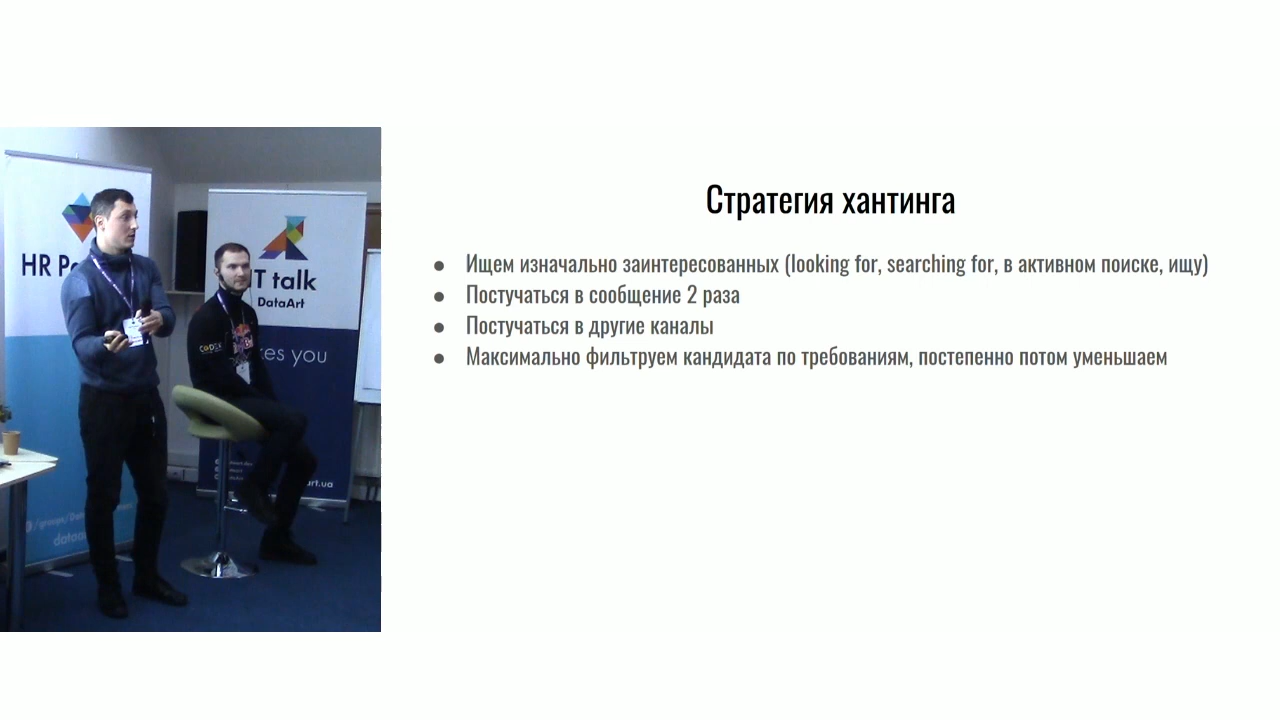 HR
IT talk
DataArt
you
Стратегия хантинга
● Ищем изначально заинтересованных (looking for, searching for, в активном поиске, ищу)
● Постучаться в сообщение 2 раза
● Постучаться в другие каналы
● Максимально фильтруем кандидата по требованиям, постепенно потом уменьшаем